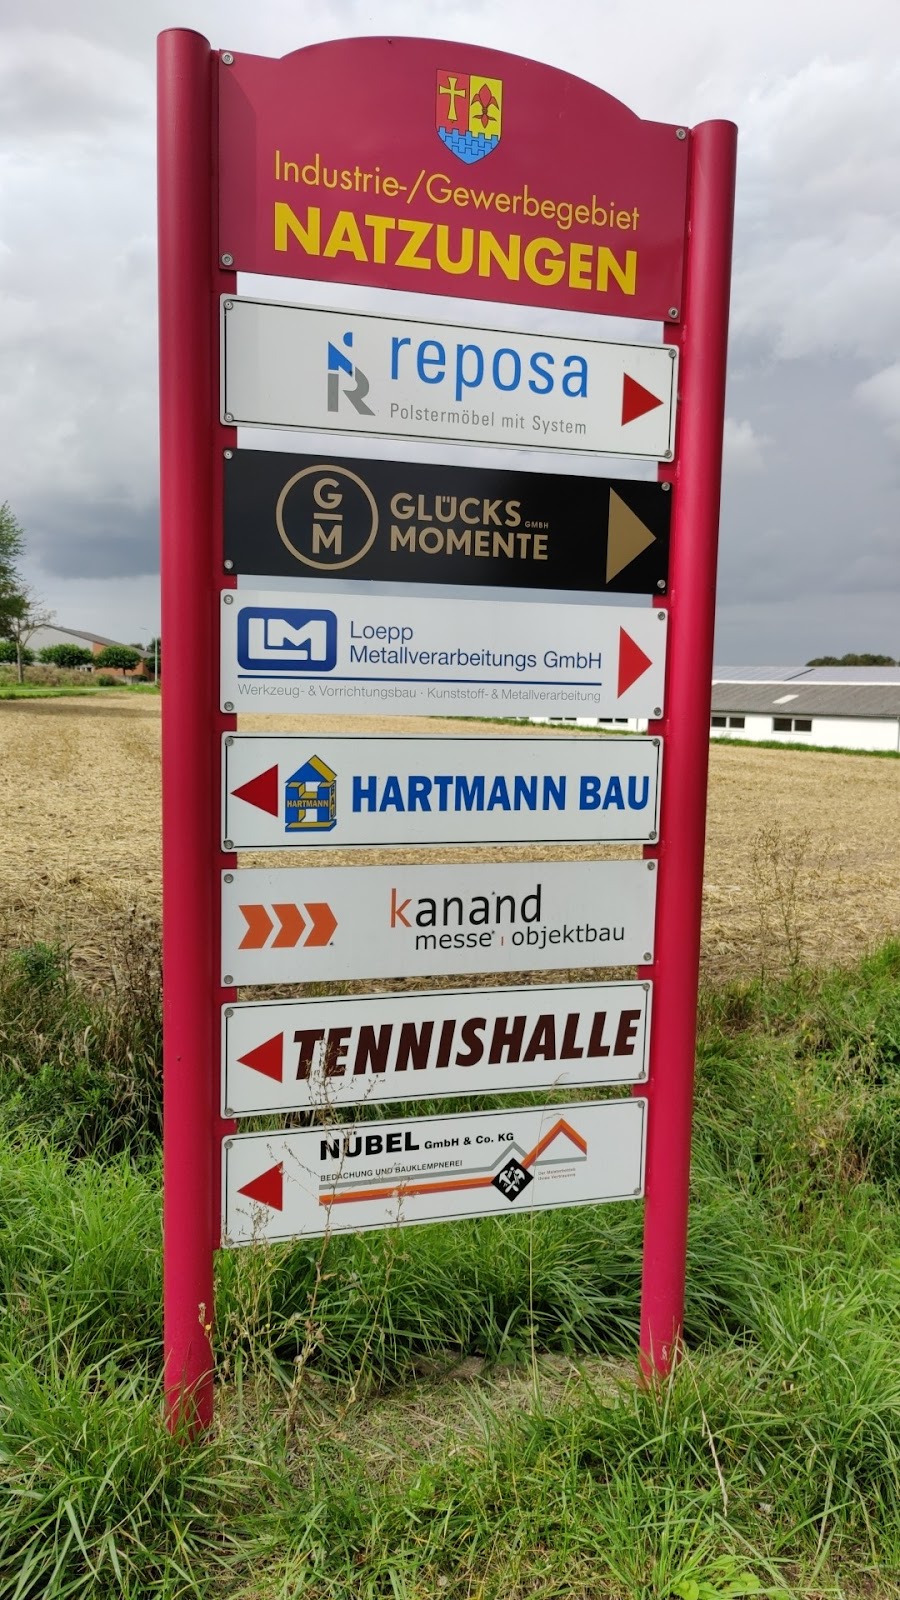 Industrie-/Gewerbegebiet
NATZUNGEN
R
reposa
Polstermöbel mit System
G
M
GLÜCKS
MOMENTE GMBH
LM
Loepp
Metallverarbeitungs GmbH
Werkzeug- & Vorrichtungsbau · Kunststoff- & Metallverarbeitung
HARTMANN
HARTMANN BAU
kanand
messe | objektbau
TENNISHALLE
NÜBEL GmbH & Co. KG
BEDACHUNG UND BAUKLEMPNEREI